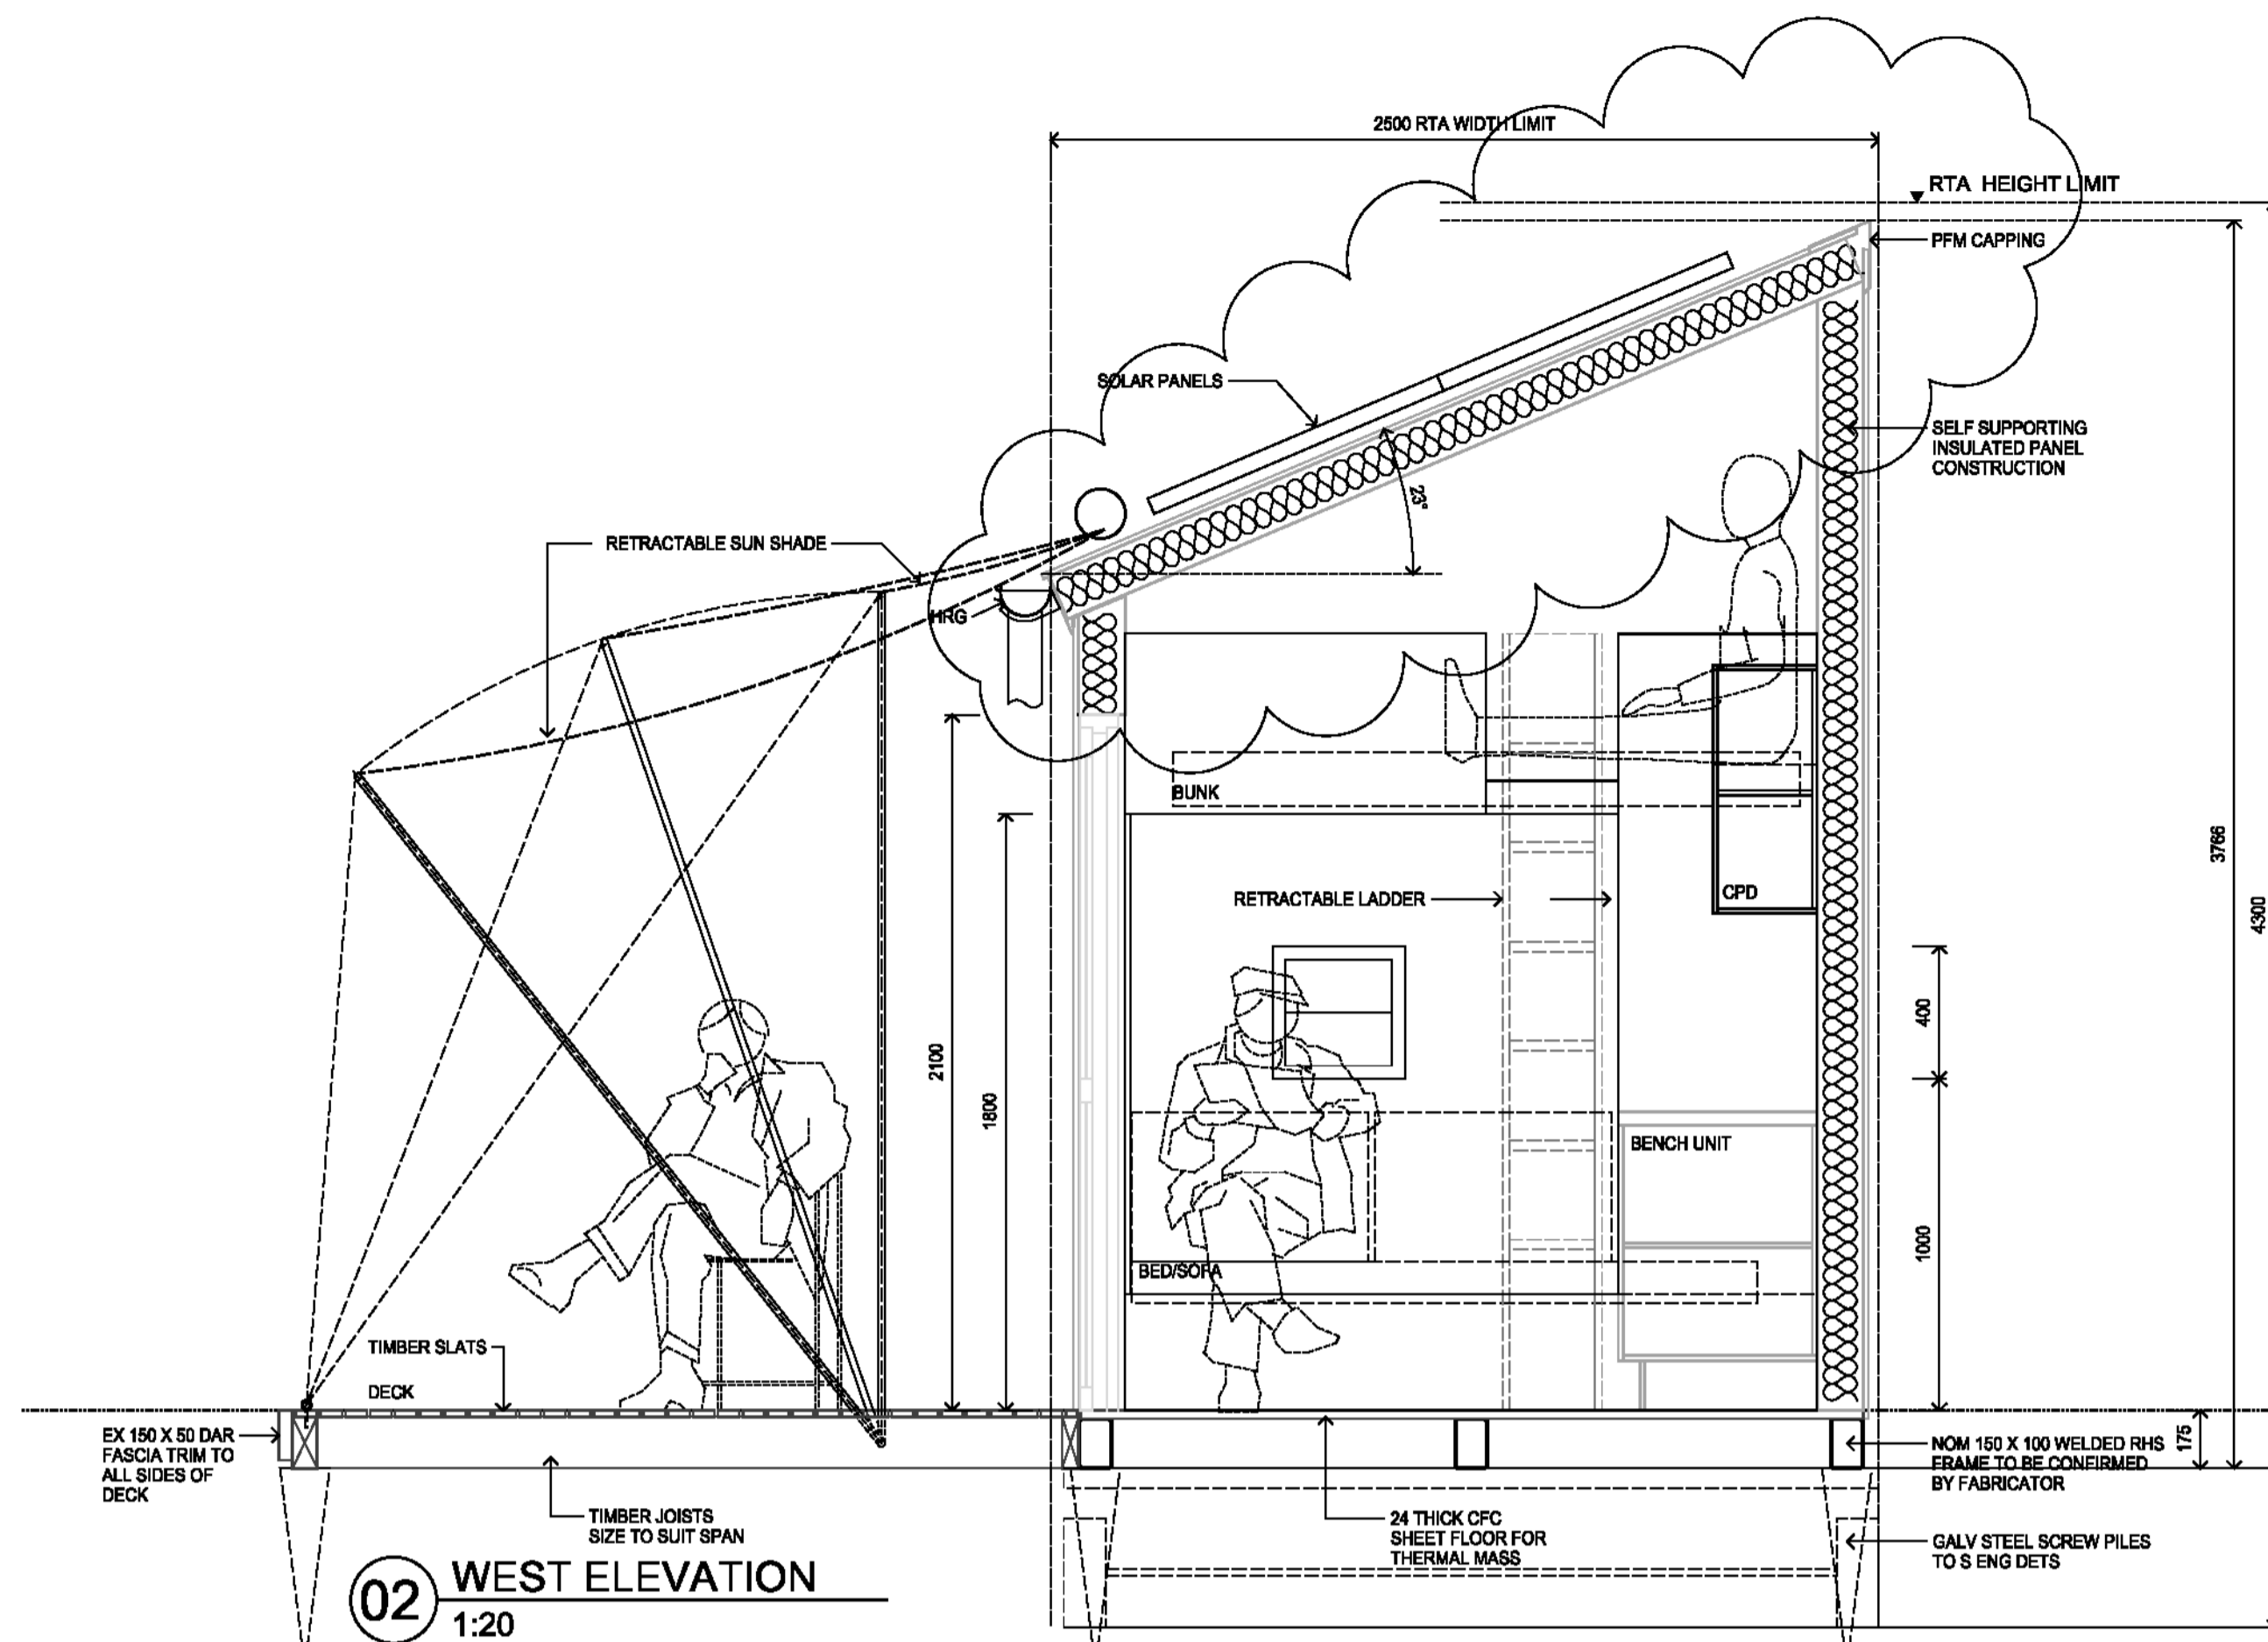 2500 RTA WIDTH LIMIT
RTA HEIGHT LIMIT
PFM CAPPING
SOLAR PANELS
SELF SUPPORTING
INSULATED PANEL
CONSTRUCTION
23°
RETRACTABLE SUN SHADE
HRG
BUNK
3766
4300
RETRACTABLE LADDER
CPD
400
2100
1800
BENCH UNIT
1000
BED/SOFA
TIMBER SLATS
DECK
EX 150 X 50 DAR
FASCIA TRIM TO
ALL SIDES OF
DECK
175
NOM 150 X 100 WELDED RHS
FRAME TO BE CONFIRMED
BY FABRICATOR
TIMBER JOISTS
SIZE TO SUIT SPAN
24 THICK CFC
SHEET FLOOR FOR
THERMAL MASS
GALV STEEL SCREW PILES
TO S ENG DETS
02
WEST ELEVATION
1:20